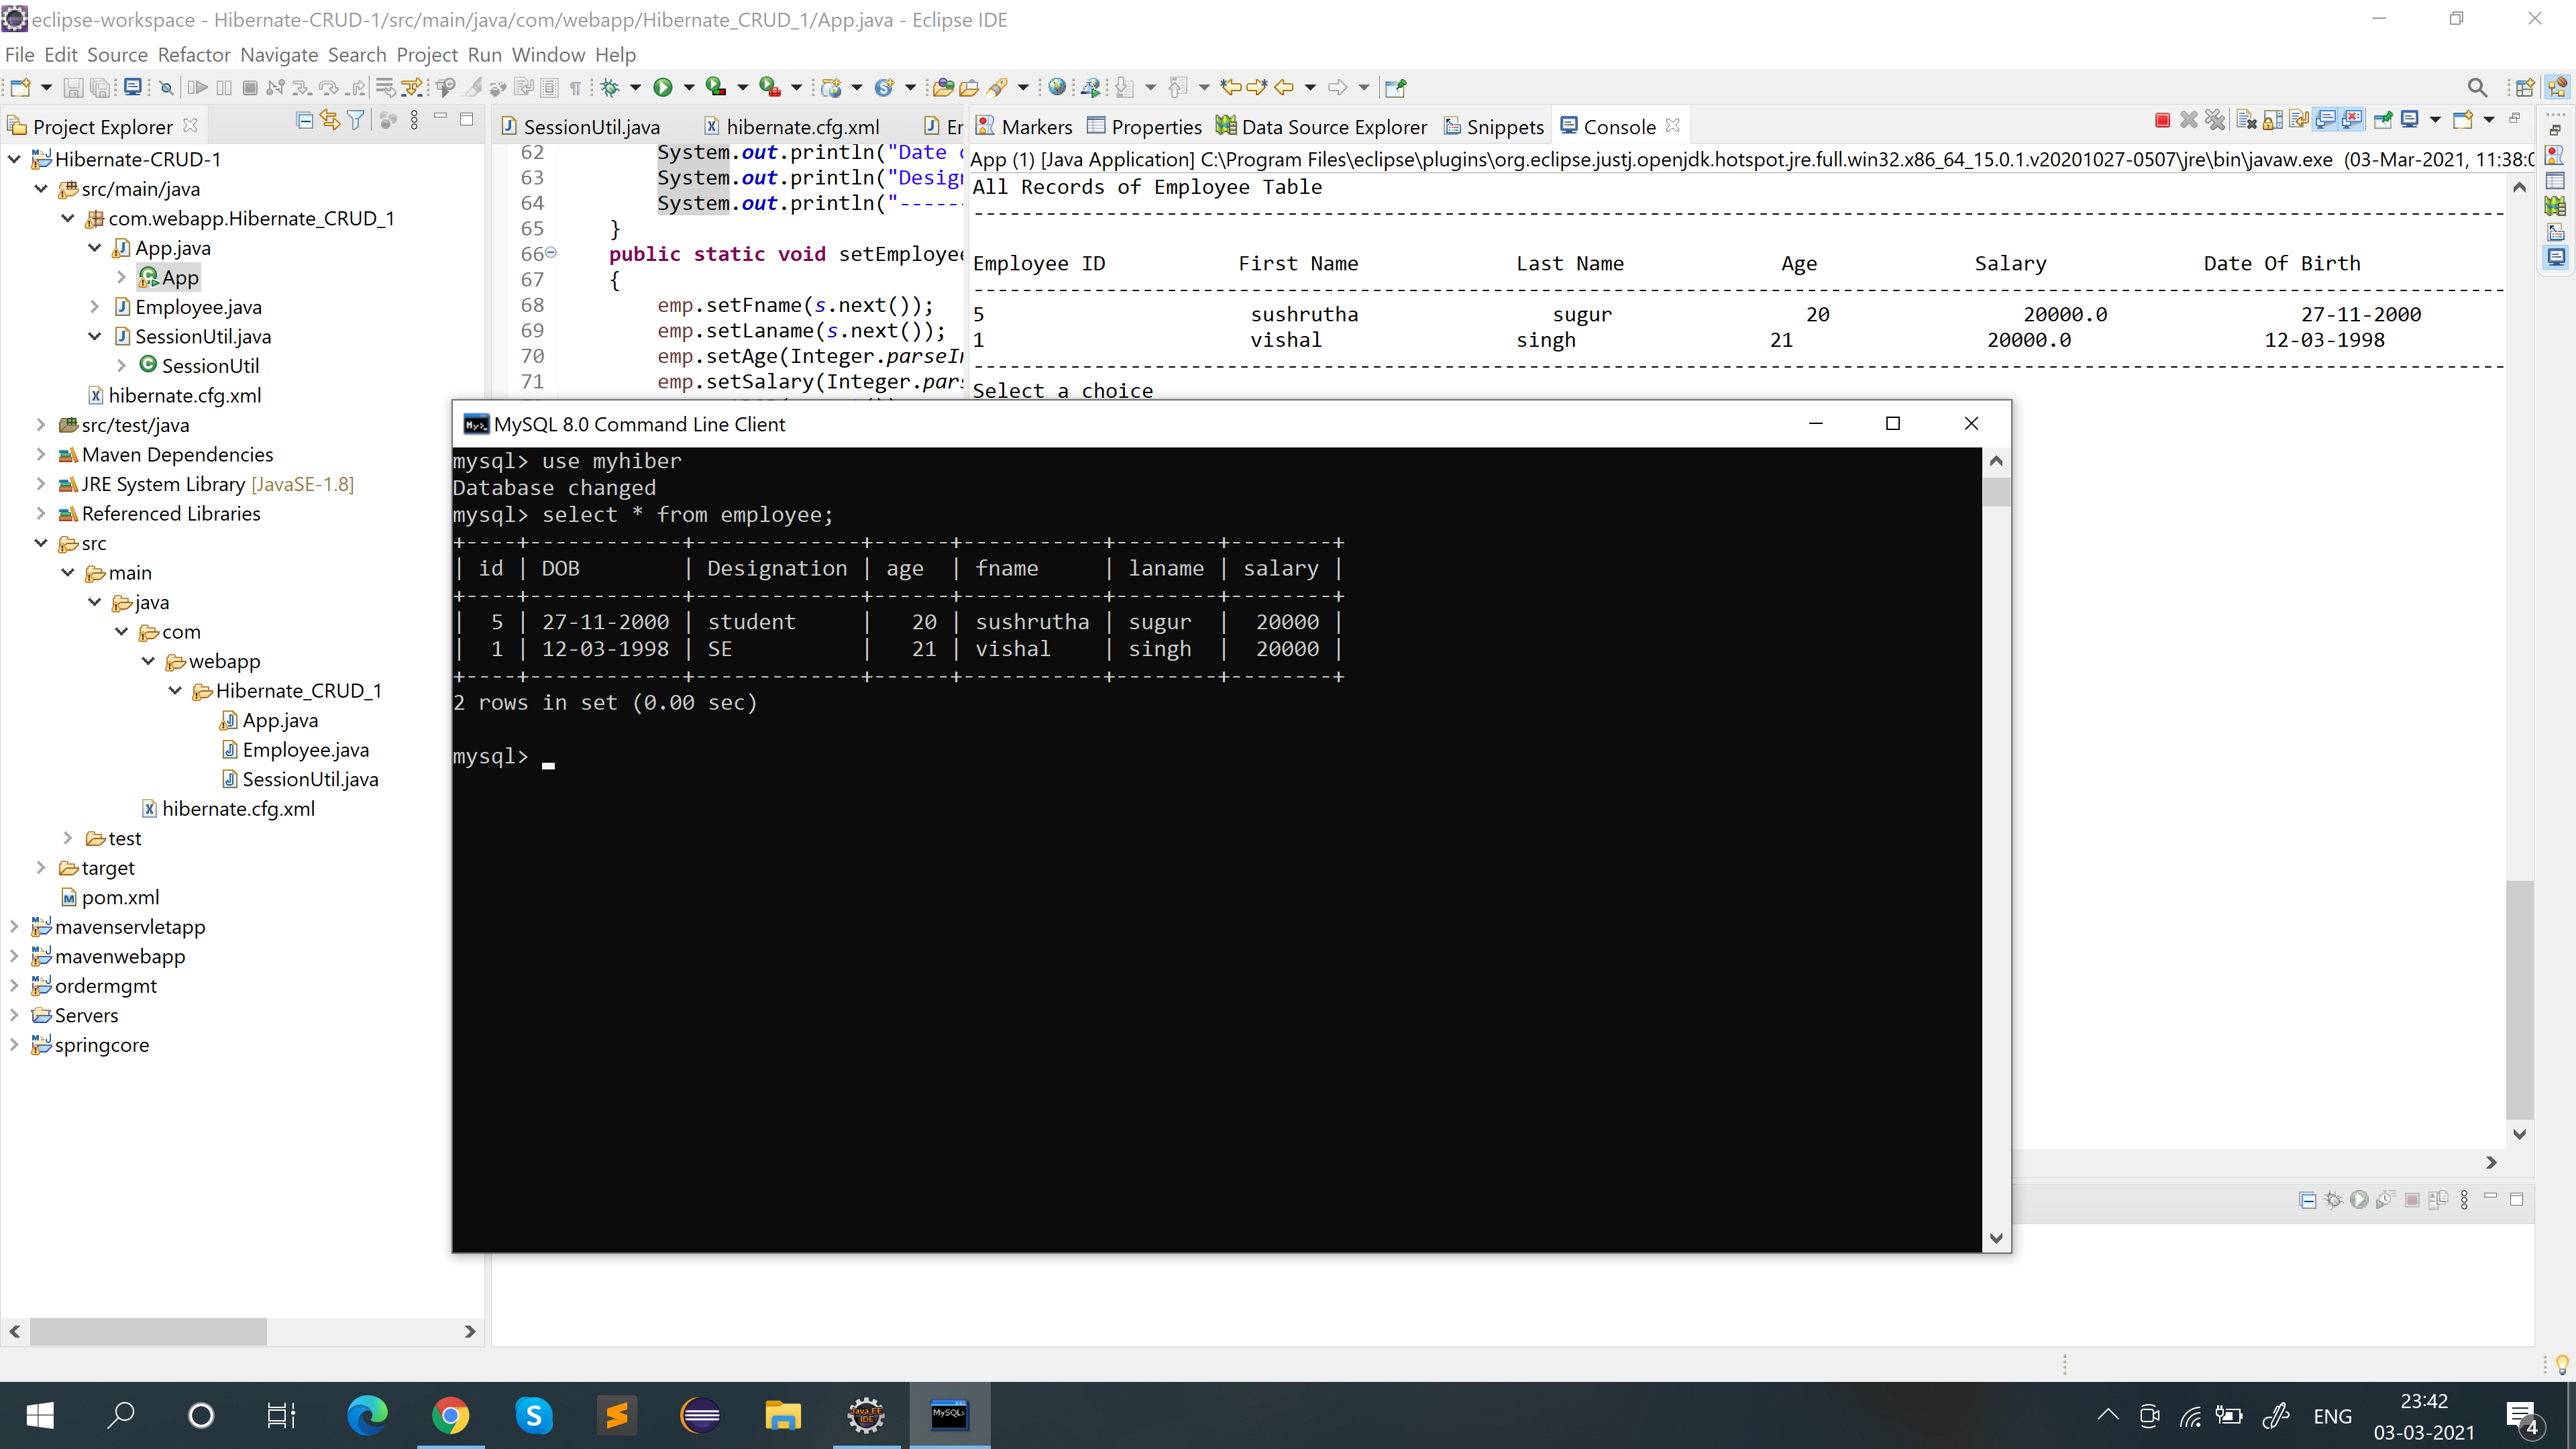 eclipse-workspace - Hibernate-CRUD-1/src/main/java/com/webapp/Hibernate_CRUD_1/App.java - Eclipse IDE
File Edit Source Refactor Navigate Search Project Run Window Help
Project Explorer
Hibernate-CRUD-1
src/main/java
com.webapp.Hibernate_CRUD_1
App.java
App
Employee.java
SessionUtil.java
SessionUtil
hibernate.cfg.xml
src/test/java
Maven Dependencies
JRE System Library [JavaSE-1.8]
Referenced Libraries
src
main
java
com
webapp
Hibernate_CRUD_1
App.java
Employee.java
SessionUtil.java
hibernate.cfg.xml
test
target
pom.xml
mavenservletapp
mavenwebapp
ordermgmt
Servers
springcore
SessionUtil.java hibernate.cfg.xml
62 System.out.println("Date
63 System.out.println("Desig
64 System.out.println("-----
65 }
66 public static void setEmployee
67 {
68 emp.setFname(s.next());
69 emp.setLaname(s.next());
70 emp.setAge(Integer.parseIn
71 emp.setSalary(Integer.pars
Markers Properties Data Source Explorer Snippets Console
App (1) [Java Application] C:\Program Files\eclipse\plugins\org.eclipse.justj.openjdk.hotspot.jre.full.win32.x86_64_15.0.1.v20201027-0507\jre\bin\javaw.exe (03-Mar-2021, 11:38:0
All Records of Employee Table
--------------------------------------------------------------------------------------------------------------------------------
Employee ID First Name Last Name Age Salary Date Of Birth
--------------------------------------------------------------------------------------------------------------------------------
5 sushrutha sugur 20 20000.0 27-11-2000
1 vishal singh 21 20000.0 12-03-1998
--------------------------------------------------------------------------------------------------------------------------------
Select a choice
MySQL 8.0 Command Line Client
mysql> use myhiber
Database changed
mysql> select * from employee;
+----+------------+-------------+------+-----------+--------+--------+
| id | DOB        | Designation | age  | fname     | laname | salary |
+----+------------+-------------+------+-----------+--------+--------+
|  5 | 27-11-2000 | student     |   20 | sushrutha | sugur  |  20000 |
|  1 | 12-03-1998 | SE          |   21 | vishal    | singh  |  20000 |
+----+------------+-------------+------+-----------+--------+--------+
2 rows in set (0.00 sec)
mysql>
ENG
23:42
03-03-2021
4